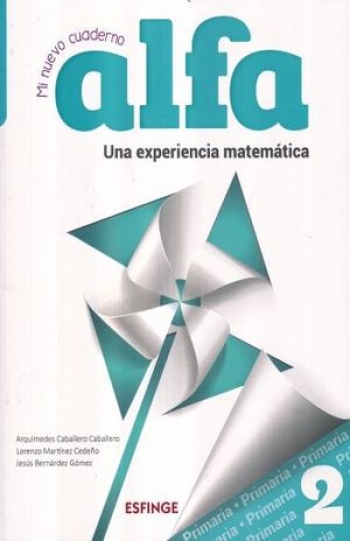 Mi nuevo cuaderno
alfa
Una experiencia matemática
Arquímedes Caballero Caballero
Lorenzo Martínez Cedeño
Jesús Bernárdez Gómez
ESFINGE
Primaria • Primaria
Primaria • Primaria • Primaria
Primaria • Primaria
2